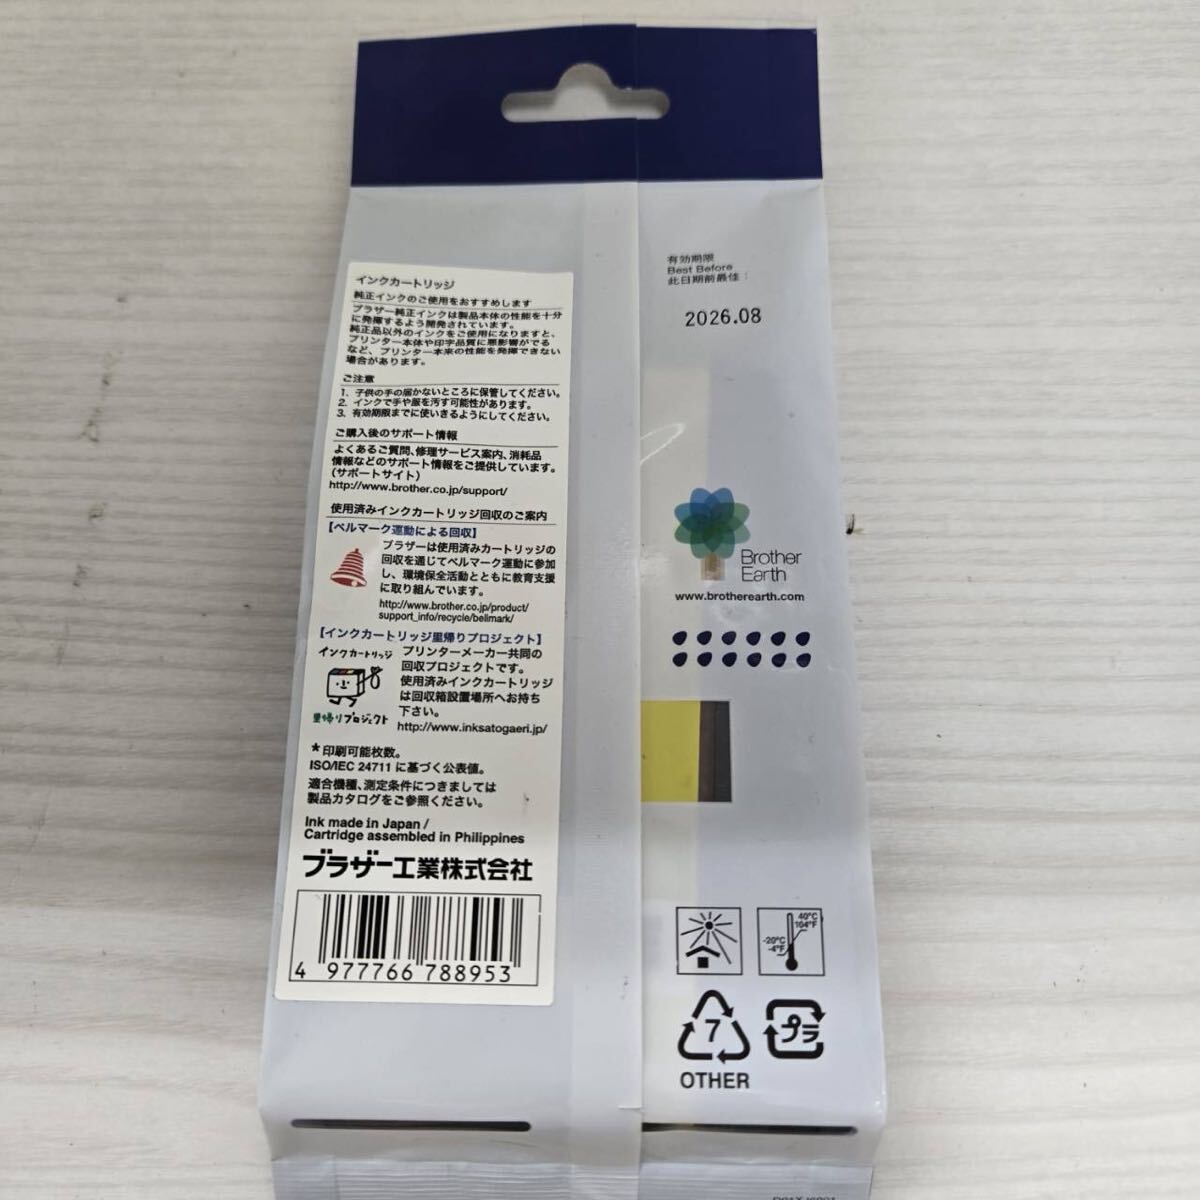 インクカートリッジ
純正インクのご使用をおすすめします
ブラザー純正インクは製品本体の性能を十分
に発揮するよう開発されています。
純正品以外のインクをご使用になりますと、
プリンター本体や印字品質に悪影響がでる
など、プリンター本来の性能を発揮できない
場合があります。
ご注意
1. 子供の手の届かないところに保管してください。
2. インクで手や服を汚す可能性があります。
3. 有効期限までに使いきるようにしてください。
ご購入後のサポート情報
よくあるご質問、修理サービス案内、消耗品
情報などのサポート情報をご提供しています。
(サポートサイト)
http://www.brother.co.jp/support/
使用済みインクカートリッジ回収のご案内
【ベルマーク運動による回収】
ブラザーは使用済みカートリッジの
回収を通じてベルマーク運動に参加
し、環境保全活動とともに教育支援
に取り組んでいます。
http://www.brother.co.jp/product/
support_info/recycle/bellmark/
【インクカートリッジ里帰りプロジェクト】
インクカートリッジ
里帰りプロジェクト
プリンターメーカー共同の
回収プロジェクトです。
使用済みインクカートリッジ
は回収箱設置場所へお持ち
下さい。
http://www.inksatogaeri.jp/
*印刷可能枚数。
ISO/IEC 24711 に基づく公表値。
適合機種、測定条件につきましては
製品カタログをご参照ください。
Ink made in Japan /
Cartridge assembled in Philippines
ブラザー工業株式会社
4 977766 788953
有効期限
Best Before
此日期前最佳：
2026.08
Brother
Earth
www.brotherearth.com
40°C
104°F
-20°C
-4°F
7
OTHER
プラ